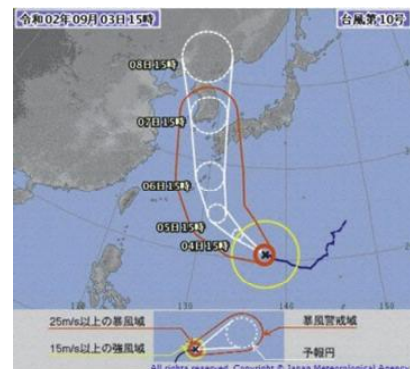 令和02年09月03日15時
台風第10号
08日15時
07日15時
06日15時
05日15時
04日15時
20
130
140
150
25m/s以上の暴風域
暴風警戒域
15m/s以上の強風域
予報円
All rights reserved. Copyright © Japan Meteorological Agency